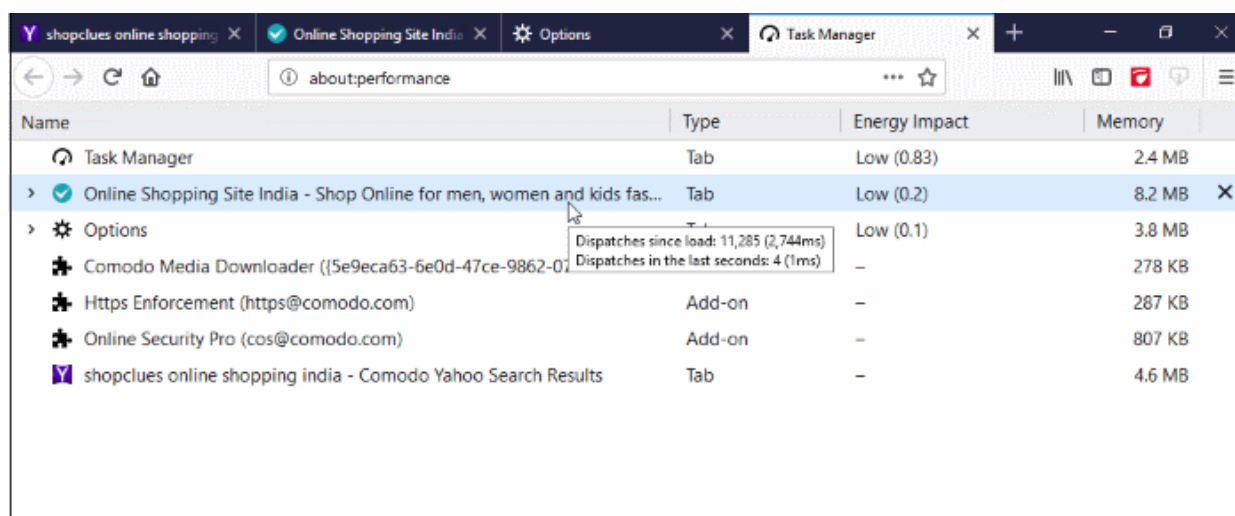 shopclues online shopping Online Shopping Site India Options Task Manager
about:performance
Name Type Energy Impact Memory
Task Manager Tab Low (0.83) 2.4 MB
Online Shopping Site India - Shop Online for men, women and kids fas... Tab Low (0.2) 8.2 MB
Options Low (0.1) 3.8 MB
Dispatches since load: 11,285 (2,744ms)
Dispatches in the last seconds: 4 (1ms)
Comodo Media Downloader ({5e9eca63-6e0d-47ce-9862-07 – 278 KB
Https Enforcement (https@comodo.com) Add-on – 287 KB
Online Security Pro (cos@comodo.com) Add-on – 807 KB
shopclues online shopping india - Comodo Yahoo Search Results Tab – 4.6 MB